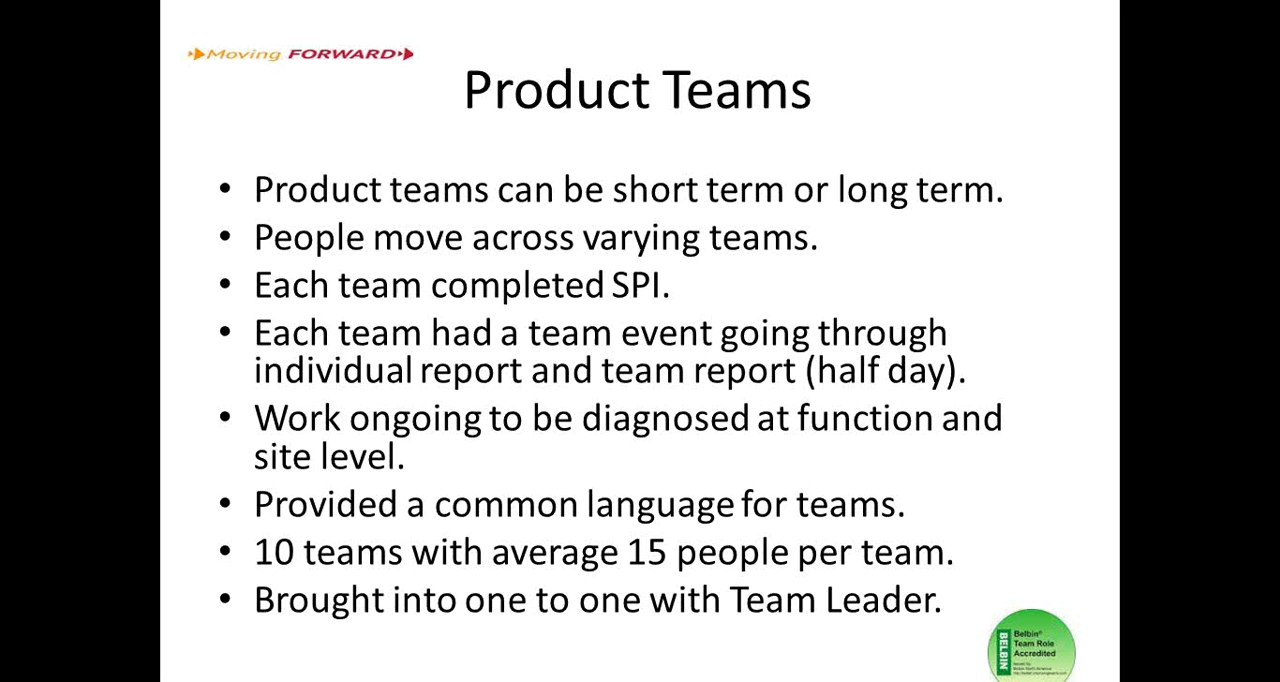 Moving FORWARD
Product Teams
• Product teams can be short term or long term.
• People move across varying teams.
• Each team completed SPI.
• Each team had a team event going through
individual report and team report (half day).
• Work ongoing to be diagnosed at function and
site level.
• Provided a common language for teams.
• 10 teams with average 15 people per team.
• Brought into one to one with Team Leader.
BELBIN
Belbin®
Team Role
Accredited